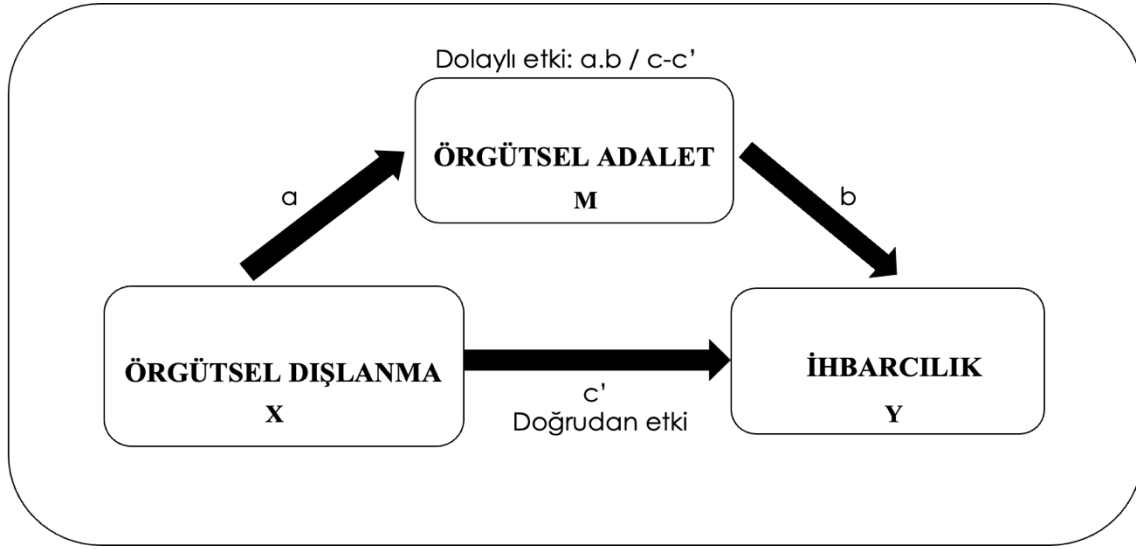 Dolaylı etki: a.b / c-c’
ÖRGÜTSEL ADALET
M
a
b
ÖRGÜTSEL DIŞLANMA
X
c’
Doğrudan etki
İHBARCILIK
Y